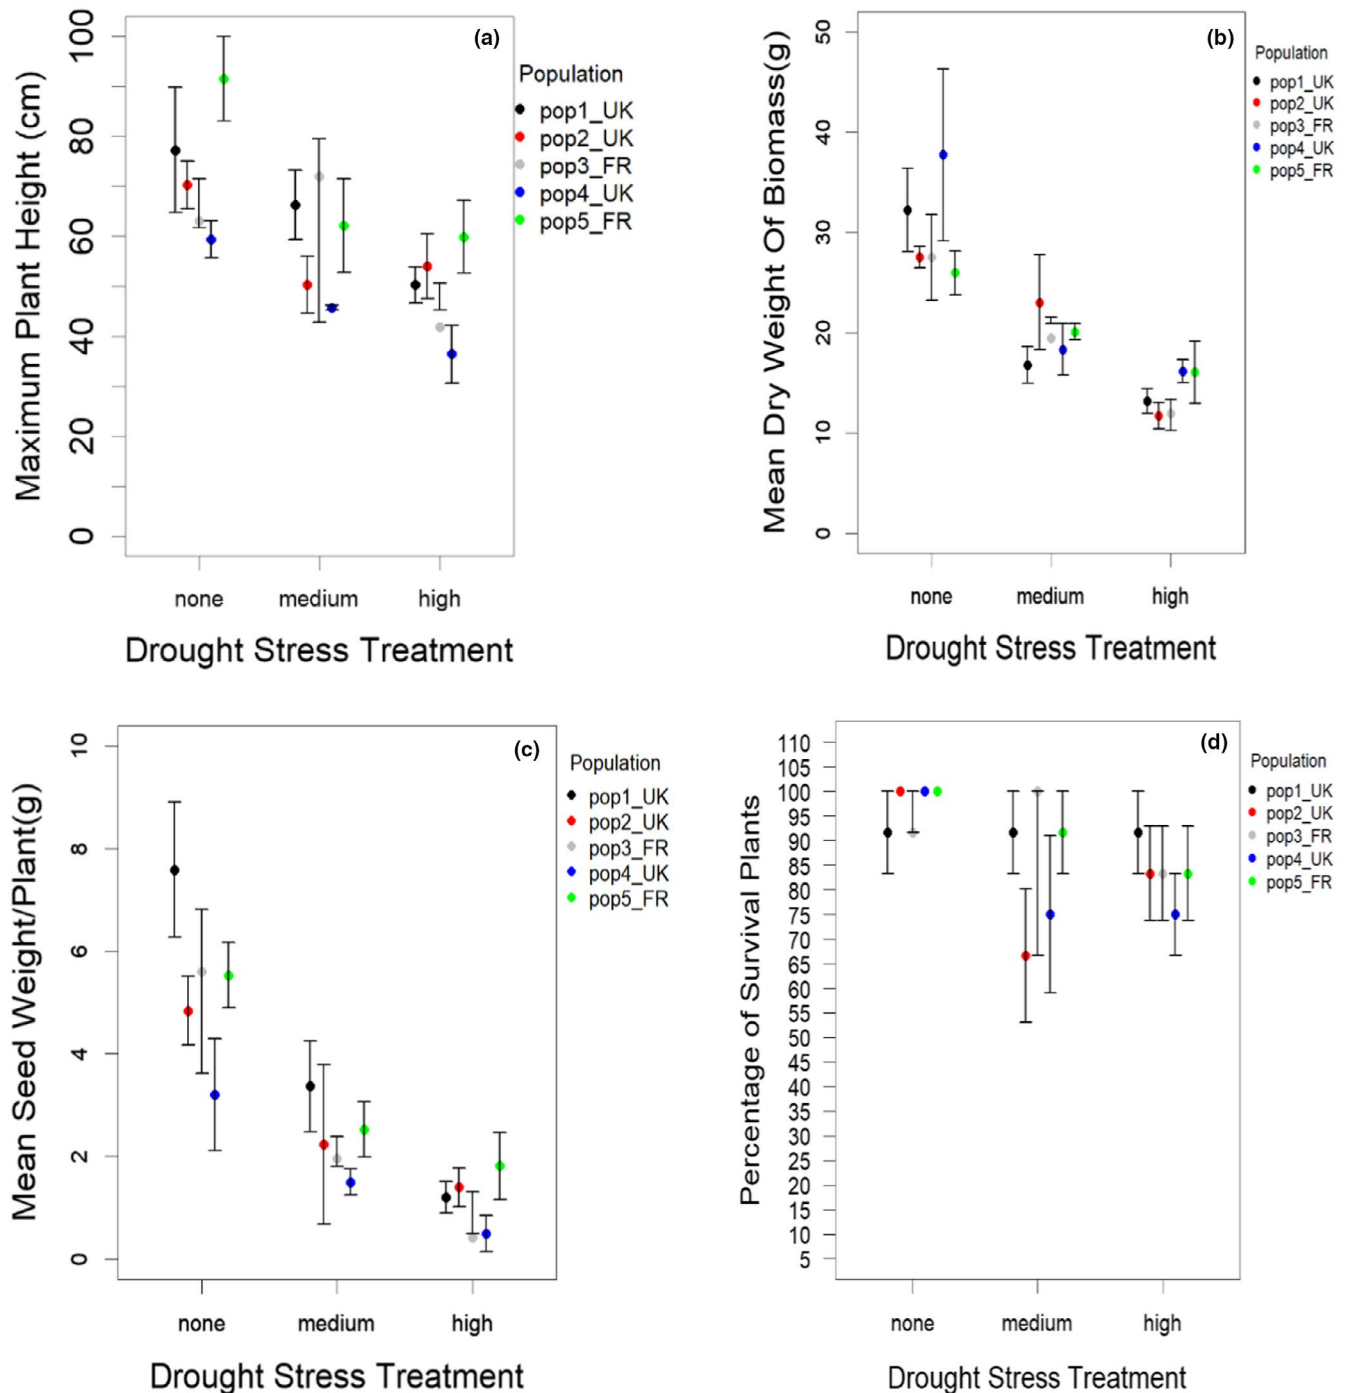 (a)
Maximum Plant Height (cm)
100
80
60
40
20
0
none medium high
Drought Stress Treatment
Population
pop1_UK
pop2_UK
pop3_FR
pop4_UK
pop5_FR
(b)
Mean Dry Weight Of Biomass(g)
50
40
30
20
10
0
none medium high
Drought Stress Treatment
Population
pop1_UK
pop2_UK
pop3_FR
pop4_UK
pop5_FR
(c)
Mean Seed Weight/Plant(g)
10
8
6
4
2
0
none medium high
Drought Stress Treatment
Population
pop1_UK
pop2_UK
pop3_FR
pop4_UK
pop5_FR
(d)
Percentage of Survival Plants
110
105
100
95
90
85
80
75
70
65
60
55
50
45
40
35
30
25
20
15
10
5
none medium high
Drought Stress Treatment
Population
pop1_UK
pop2_UK
pop3_FR
pop4_UK
pop5_FR